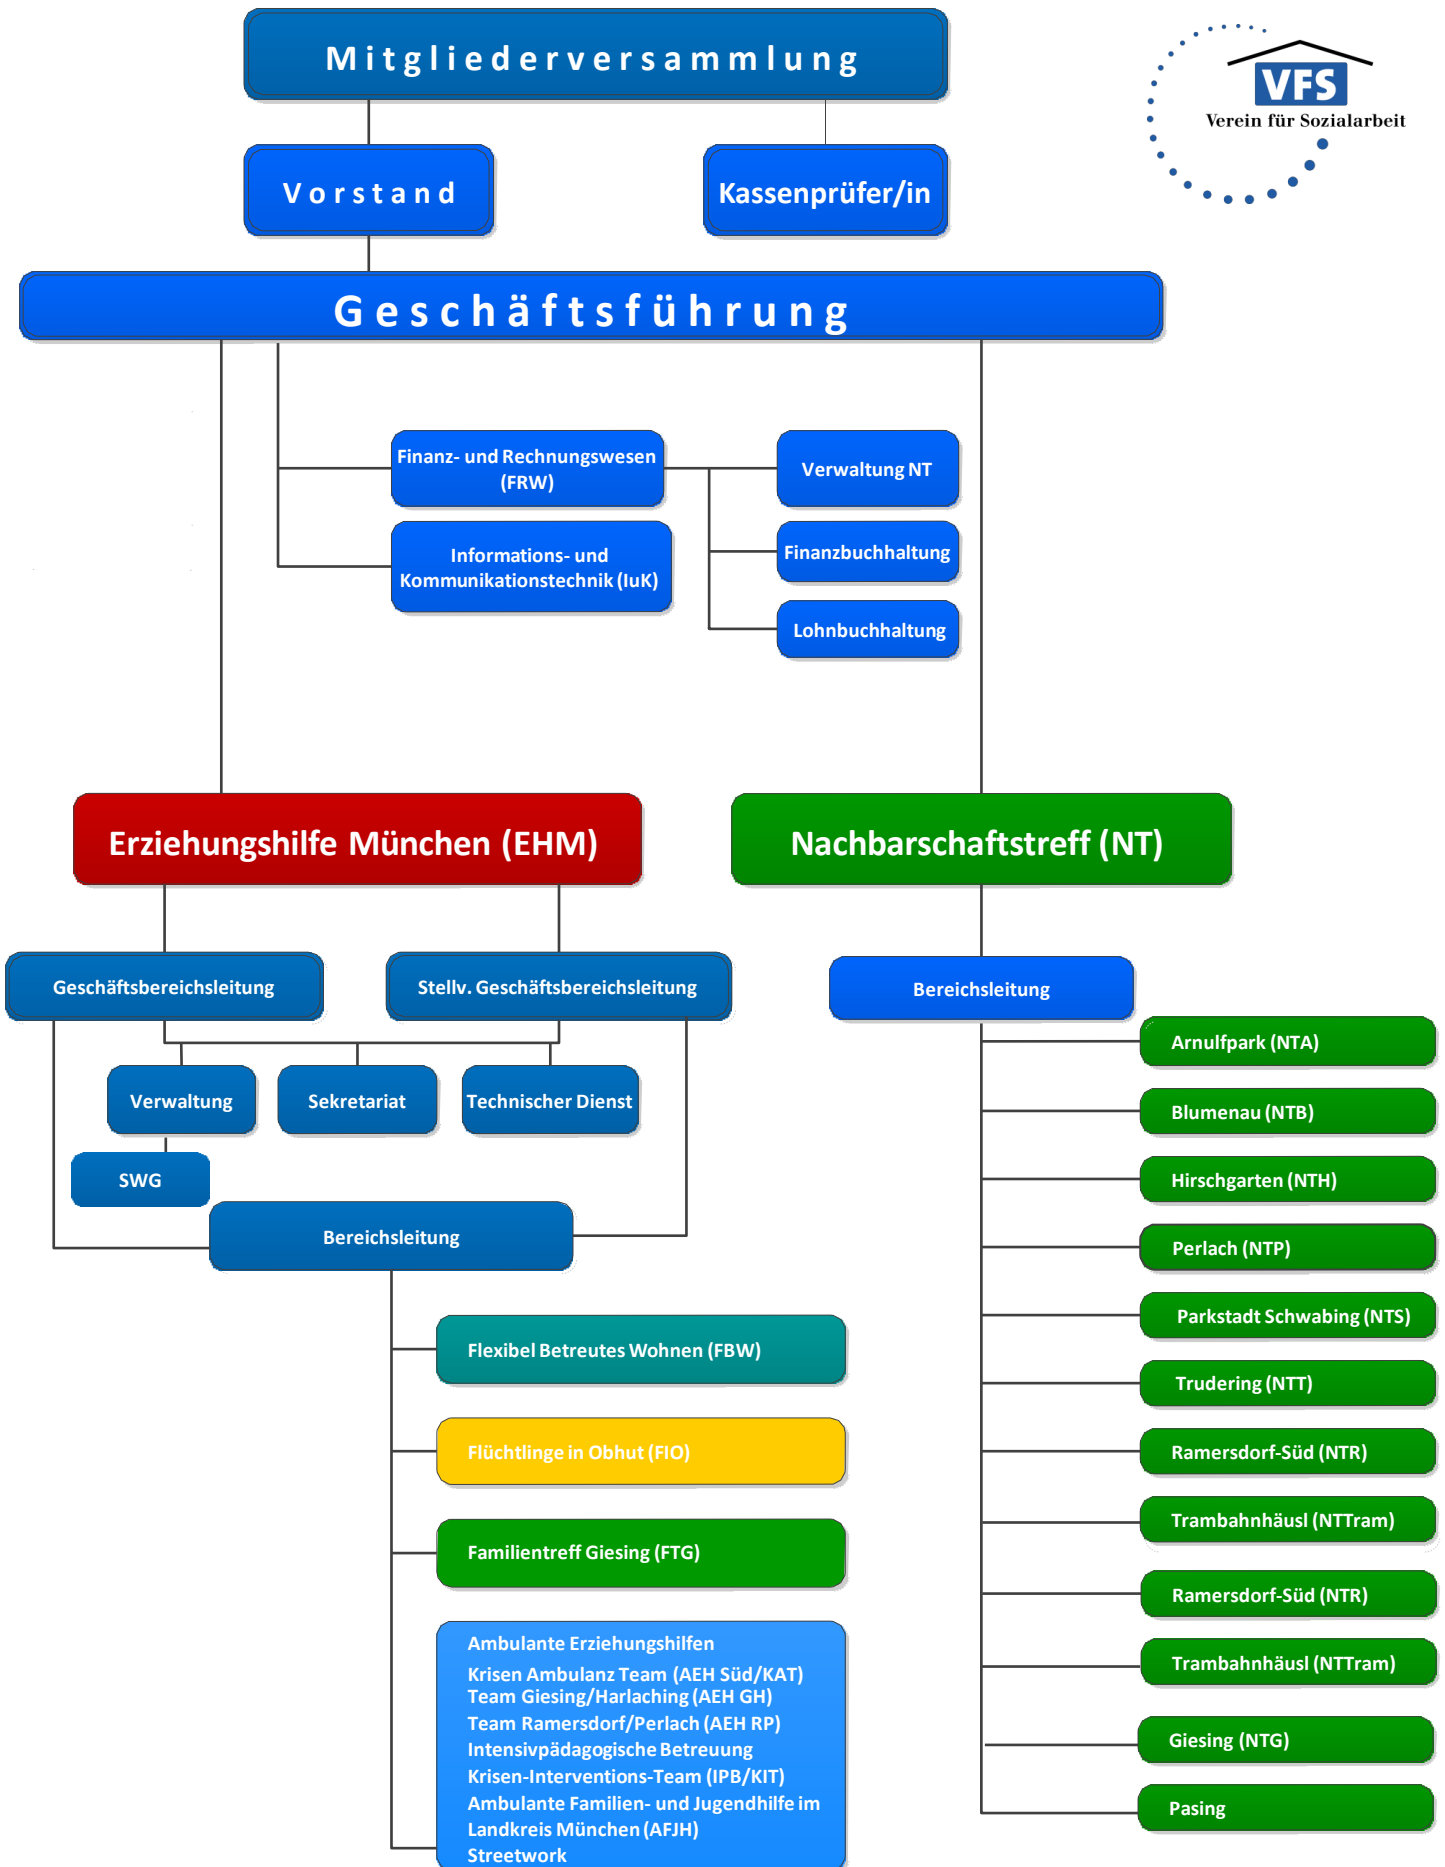 Mitgliederversammlung
VFS
Verein für Sozialarbeit
Vorstand
Kassenprüfer/in
Geschäftsführung
Finanz- und Rechnungswesen
(FRW)
Verwaltung NT
Informations- und
Kommunikationstechnik (IuK)
Finanzbuchhaltung
Lohnbuchhaltung
Erziehungshilfe München (EHM)
Nachbarschaftstreff (NT)
Geschäftsbereichsleitung
Stellv. Geschäftsbereichsleitung
Verwaltung
Sekretariat
Technischer Dienst
SWG
Bereichsleitung
Flexibel Betreutes Wohnen (FBW)
Flüchtlinge in Obhut (FIO)
Familientreff Giesing (FTG)
Ambulante Erziehungshilfen
Krisen Ambulanz Team (AEH Süd/KAT)
Team Giesing/Harlaching (AEH GH)
Team Ramersdorf/Perlach (AEH RP)
Intensivpädagogische Betreuung
Krisen-Interventions-Team (IPB/KIT)
Ambulante Familien- und Jugendhilfe im
Landkreis München (AFJH)
Streetwork
Bereichsleitung
Arnulfpark (NTA)
Blumenau (NTB)
Hirschgarten (NTH)
Perlach (NTP)
Parkstadt Schwabing (NTS)
Trudering (NTT)
Ramersdorf-Süd (NTR)
Trambahnhäusl (NTTram)
Ramersdorf-Süd (NTR)
Trambahnhäusl (NTTram)
Giesing (NTG)
Pasing